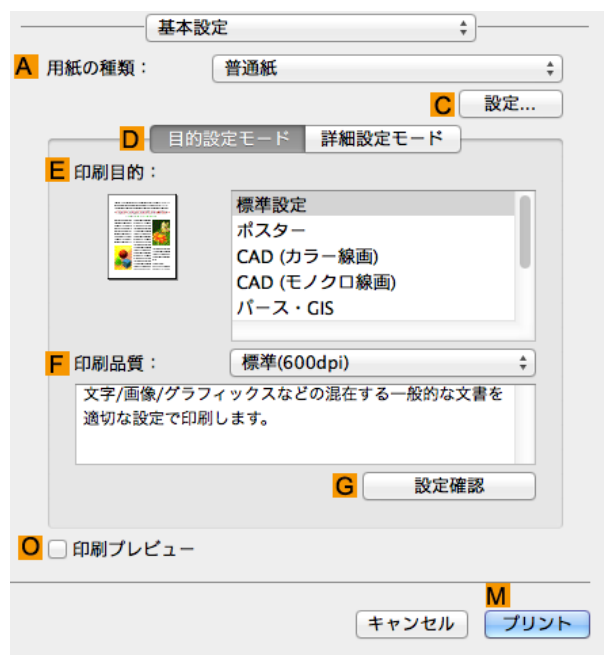 基本設定
A 用紙の種類： 普通紙
C 設定...
D 目的設定モード 詳細設定モード
E 印刷目的：
標準設定
ポスター
CAD (カラー線画)
CAD (モノクロ線画)
パース・GIS
F 印刷品質： 標準(600dpi)
文字/画像/グラフィックスなどの混在する一般的な文書を
適切な設定で印刷します。
G 設定確認
O 印刷プレビュー
M
キャンセル プリント